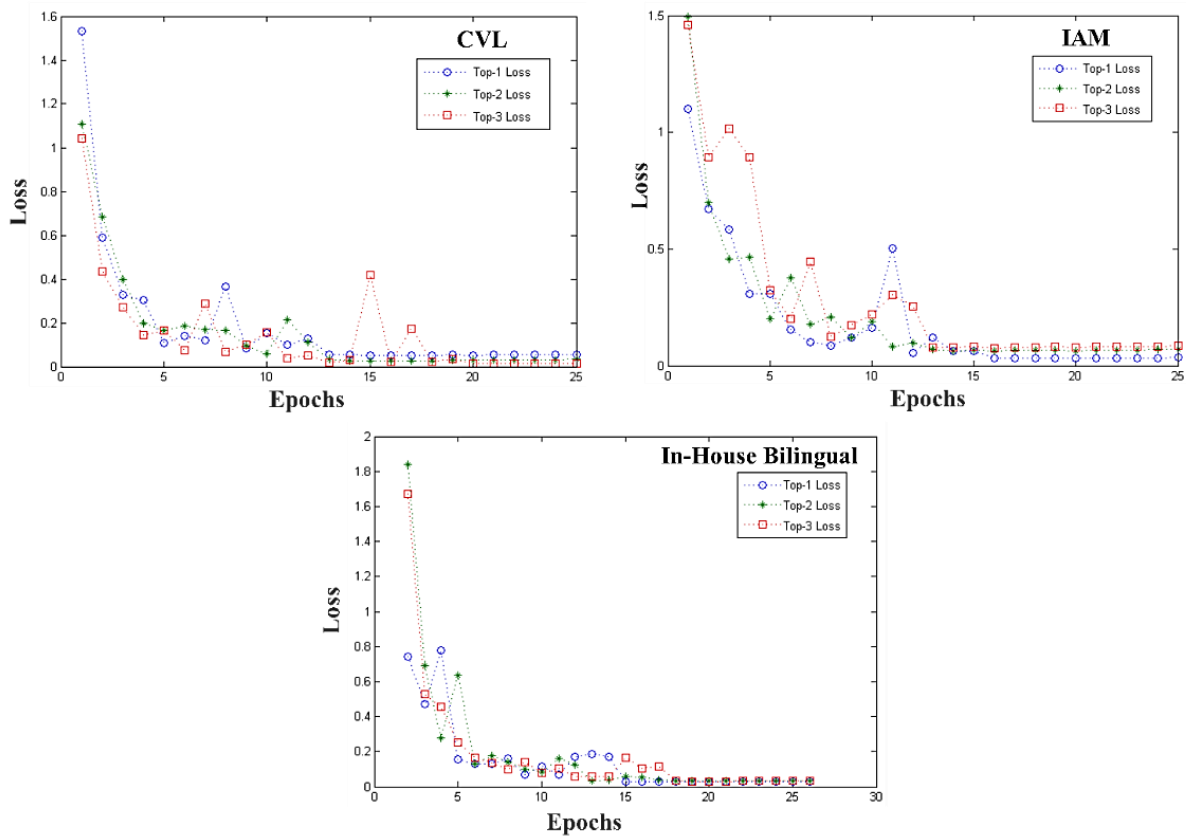 CVL
Top-1 Loss
Top-2 Loss
Top-3 Loss
1.6
1.4
1.2
1
0.8
0.6
0.4
0.2
0
0 5 10 15 20 25
Loss
Epochs
IAM
Top-1 Loss
Top-2 Loss
Top-3 Loss
1.5
1
0.5
0
0 5 10 15 20 25
Loss
Epochs
In-House Bilingual
Top-1 Loss
Top-2 Loss
Top-3 Loss
2
1.8
1.6
1.4
1.2
1
0.8
0.6
0.4
0.2
0
0 5 10 15 20 25 30
Loss
Epochs